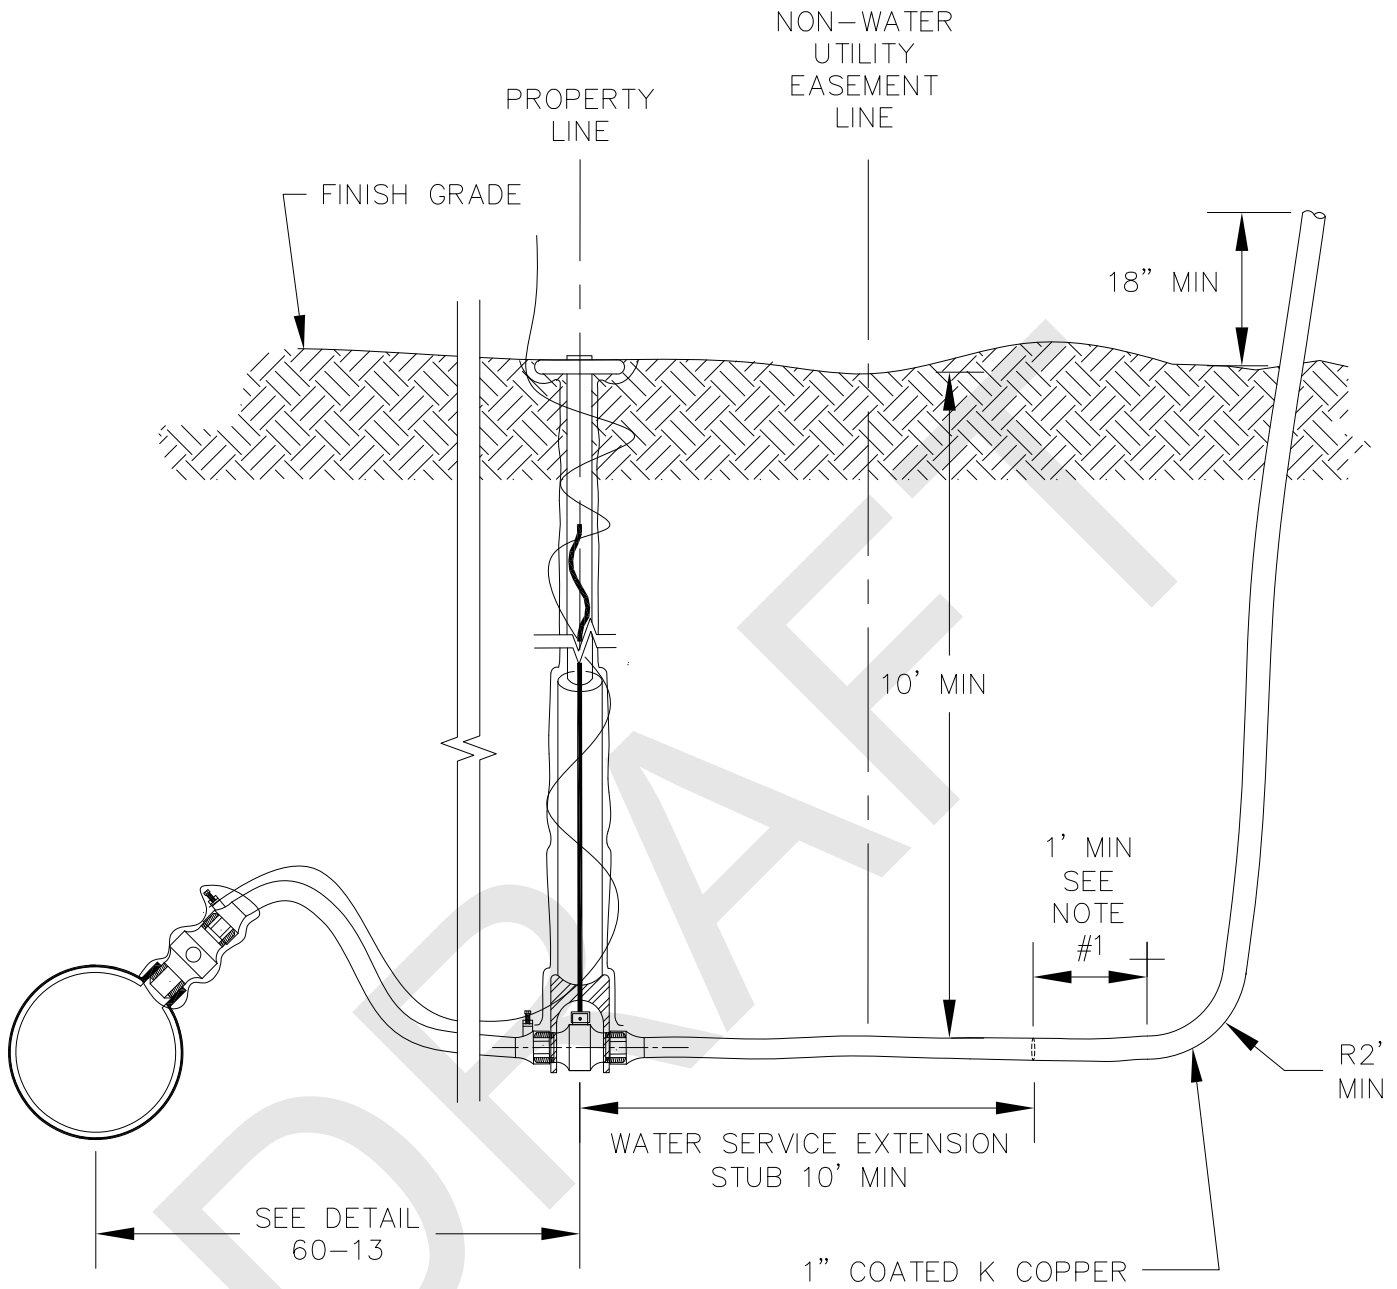 NON-WATER
UTILITY
EASEMENT
LINE
PROPERTY
LINE
FINISH GRADE
18” MIN
10’ MIN
1’ MIN
SEE
NOTE
#1
R2’
MIN
WATER SERVICE EXTENSION
STUB 10’ MIN
SEE DETAIL
60-13
1” COATED K COPPER
DRAFT